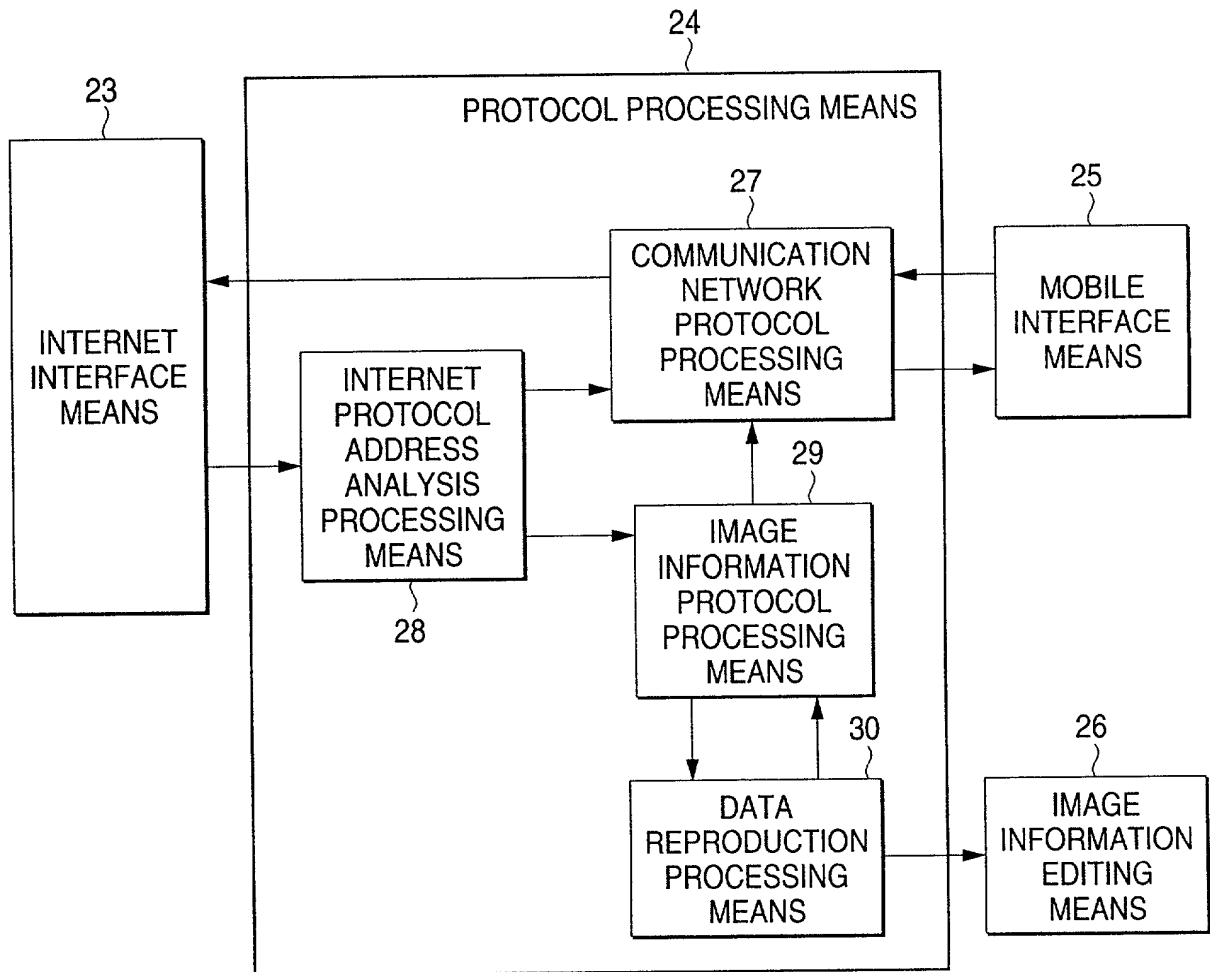 24
23
PROTOCOL PROCESSING MEANS
27
25
COMMUNICATION
NETWORK
PROTOCOL
PROCESSING
MEANS
MOBILE
INTERFACE
MEANS
INTERNET
INTERFACE
MEANS
INTERNET
PROTOCOL
ADDRESS
ANALYSIS
PROCESSING
MEANS
28
29
IMAGE
INFORMATION
PROTOCOL
PROCESSING
MEANS
30
26
DATA
REPRODUCTION
PROCESSING
MEANS
IMAGE
INFORMATION
EDITING
MEANS